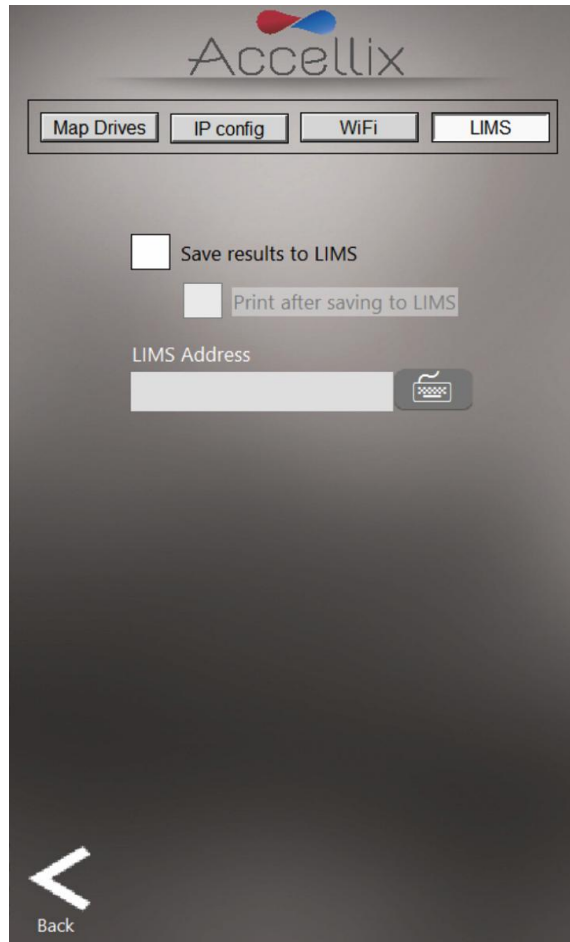 Accellix
Map Drives IP config WiFi LIMS
Save results to LIMS
Print after saving to LIMS
LIMS Address
Back